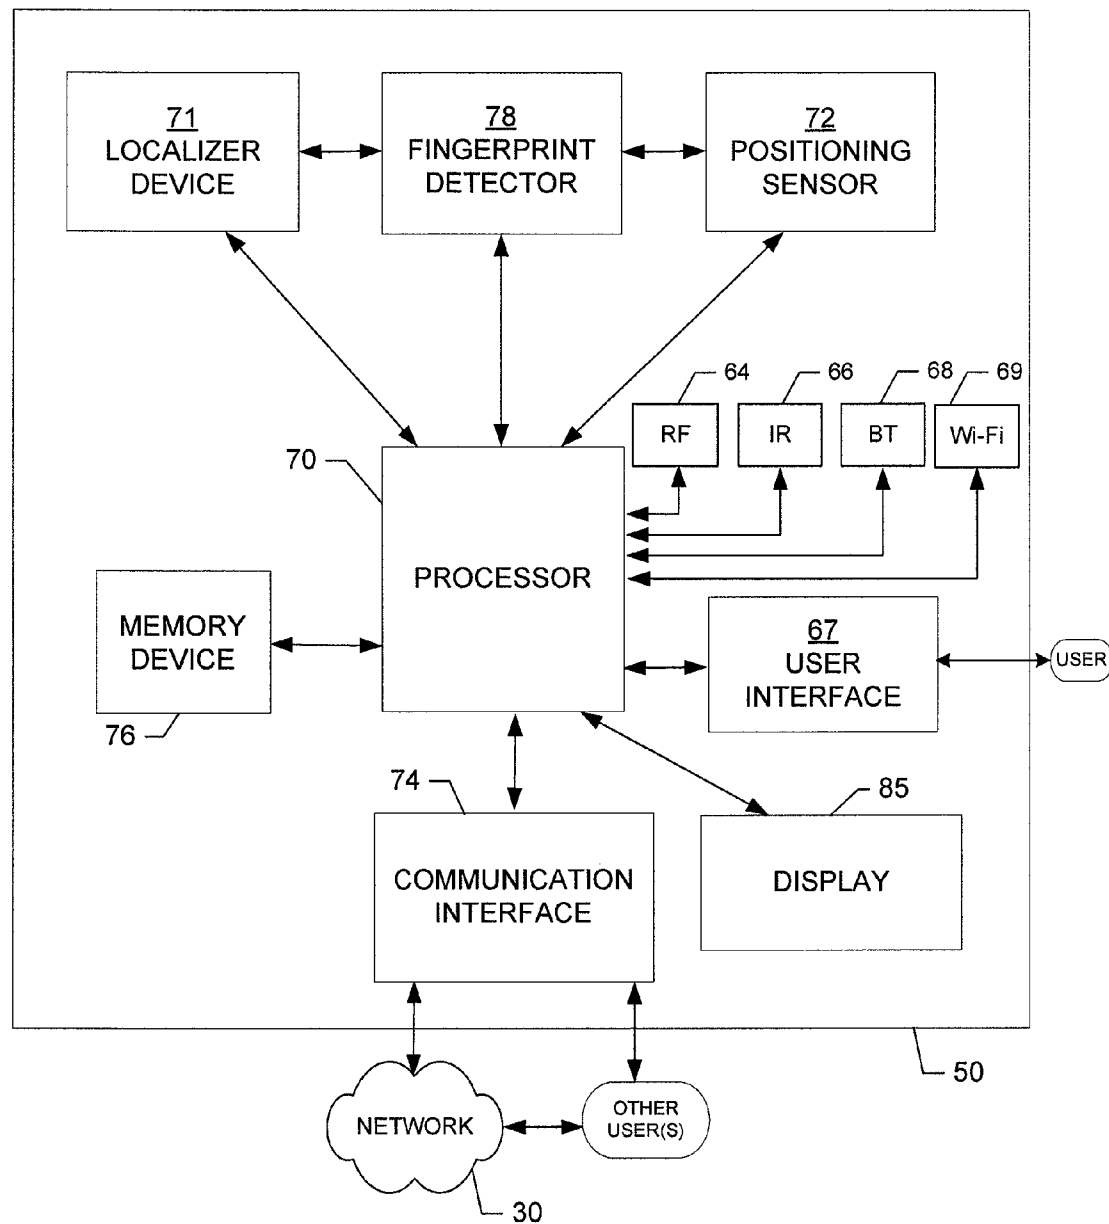 71
LOCALIZER
DEVICE
78
FINGERPRINT
DETECTOR
72
POSITIONING
SENSOR
64
66
68
69
RF
IR
BT
Wi-Fi
70
PROCESSOR
MEMORY
DEVICE
76
67
USER
INTERFACE
USER
74
85
COMMUNICATION
INTERFACE
DISPLAY
50
NETWORK
OTHER
USER(S)
30